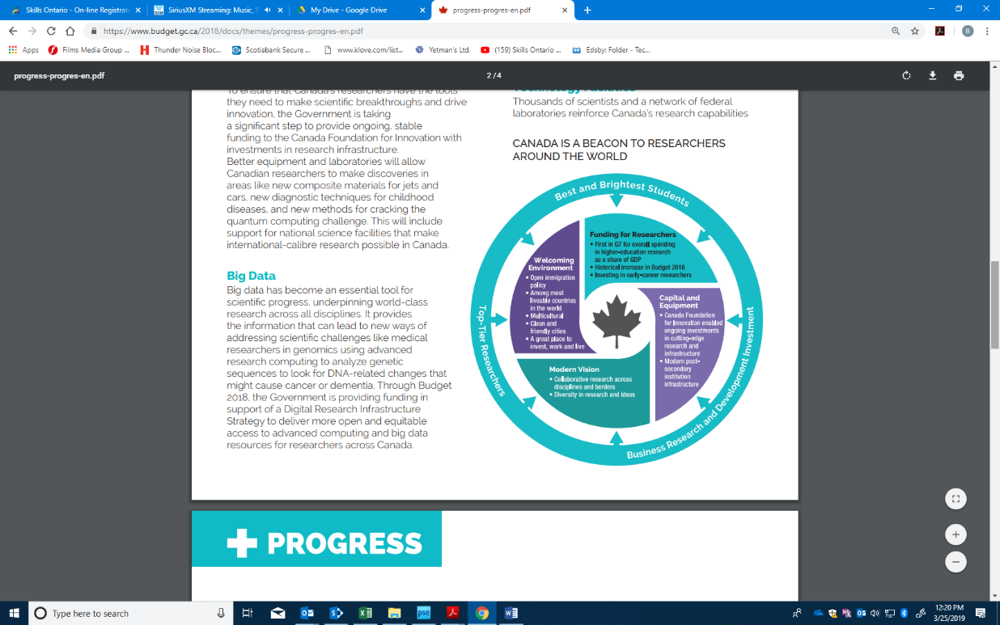 Skills Ontario - On-line Registrat
SiriusXM Streaming: Music, S
My Drive - Google Drive
progress-progres-en.pdf
https://www.budget.gc.ca/2018/docs/themes/progress-progres-en.pdf
B
Apps
Films Media Group ...
Thunder Noise Bloc...
Scotiabank Secure ...
www.klove.com/list...
Yetman's Ltd.
(159) Skills Ontario ...
Edsby: Folder - Tec...
progress-progres-en.pdf
2 / 4
To ensure that Canada's researchers have the tools
they need to make scientific breakthroughs and drive
innovation, the Government is taking
a significant step to provide ongoing, stable
funding to the Canada Foundation for Innovation with
investments in research infrastructure.
Better equipment and laboratories will allow
Canadian researchers to make discoveries in
areas like new composite materials for jets and
cars, new diagnostic techniques for childhood
diseases, and new methods for cracking the
quantum computing challenge. This will include
support for national science facilities that make
international-calibre research possible in Canada.
Big Data
Big data has become an essential tool for
scientific progress, underpinning world-class
research across all disciplines. It provides
the information that can lead to new ways of
addressing scientific challenges like medical
researchers in genomics using advanced
research computing to analyze genetic
sequences to look for DNA-related changes that
might cause cancer or dementia. Through Budget
2018, the Government is providing funding in
support of a Digital Research Infrastructure
Strategy to deliver more open and equitable
access to advanced computing and big data
resources for researchers across Canada.
Technology Facilities
Thousands of scientists and a network of federal
laboratories reinforce Canada's research capabilities
CANADA IS A BEACON TO RESEARCHERS
AROUND THE WORLD
Best and Brightest Students
Funding for Researchers
• First in G7 for overall spending
in higher-education research
as a share of GDP
• Historical increase in Budget 2018
• Investing in early-career researchers
Welcoming
Environment
• Open immigration
policy
• Among most
liveable countries
in the world
• Multicultural
• Clean and
friendly cities
• A great place to
invest, work and live
Capital and
Equipment
• Canada Foundation
for Innovation enabled
ongoing investments
in cutting-edge
research and
infrastructure
• Modern post-
secondary
institution
infrastructure
Modern Vision
• Collaborative research across
disciplines and borders
• Diversity in research and ideas
Top-Tier Researchers
Business Research and Development Investment
PROGRESS
Type here to search
pse
12:20 PM
3/25/2019